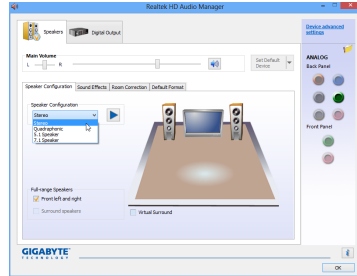 Realtek HD Audio Manager
Speakers
Digital Output
Device advanced
settings
Main Volume
L
R
Set Default
Device
ANALOG
Back Panel
Speaker Configuration
Sound Effects
Room Correction
Default Format
Speaker Configuration
Stereo
Stereo
Quadraphonic
5.1 Speaker
7.1 Speaker
Front Panel
Full-range Speakers
Front left and right
Surround speakers
Virtual Surround
GIGABYTE
TECHNOLOGY
OK